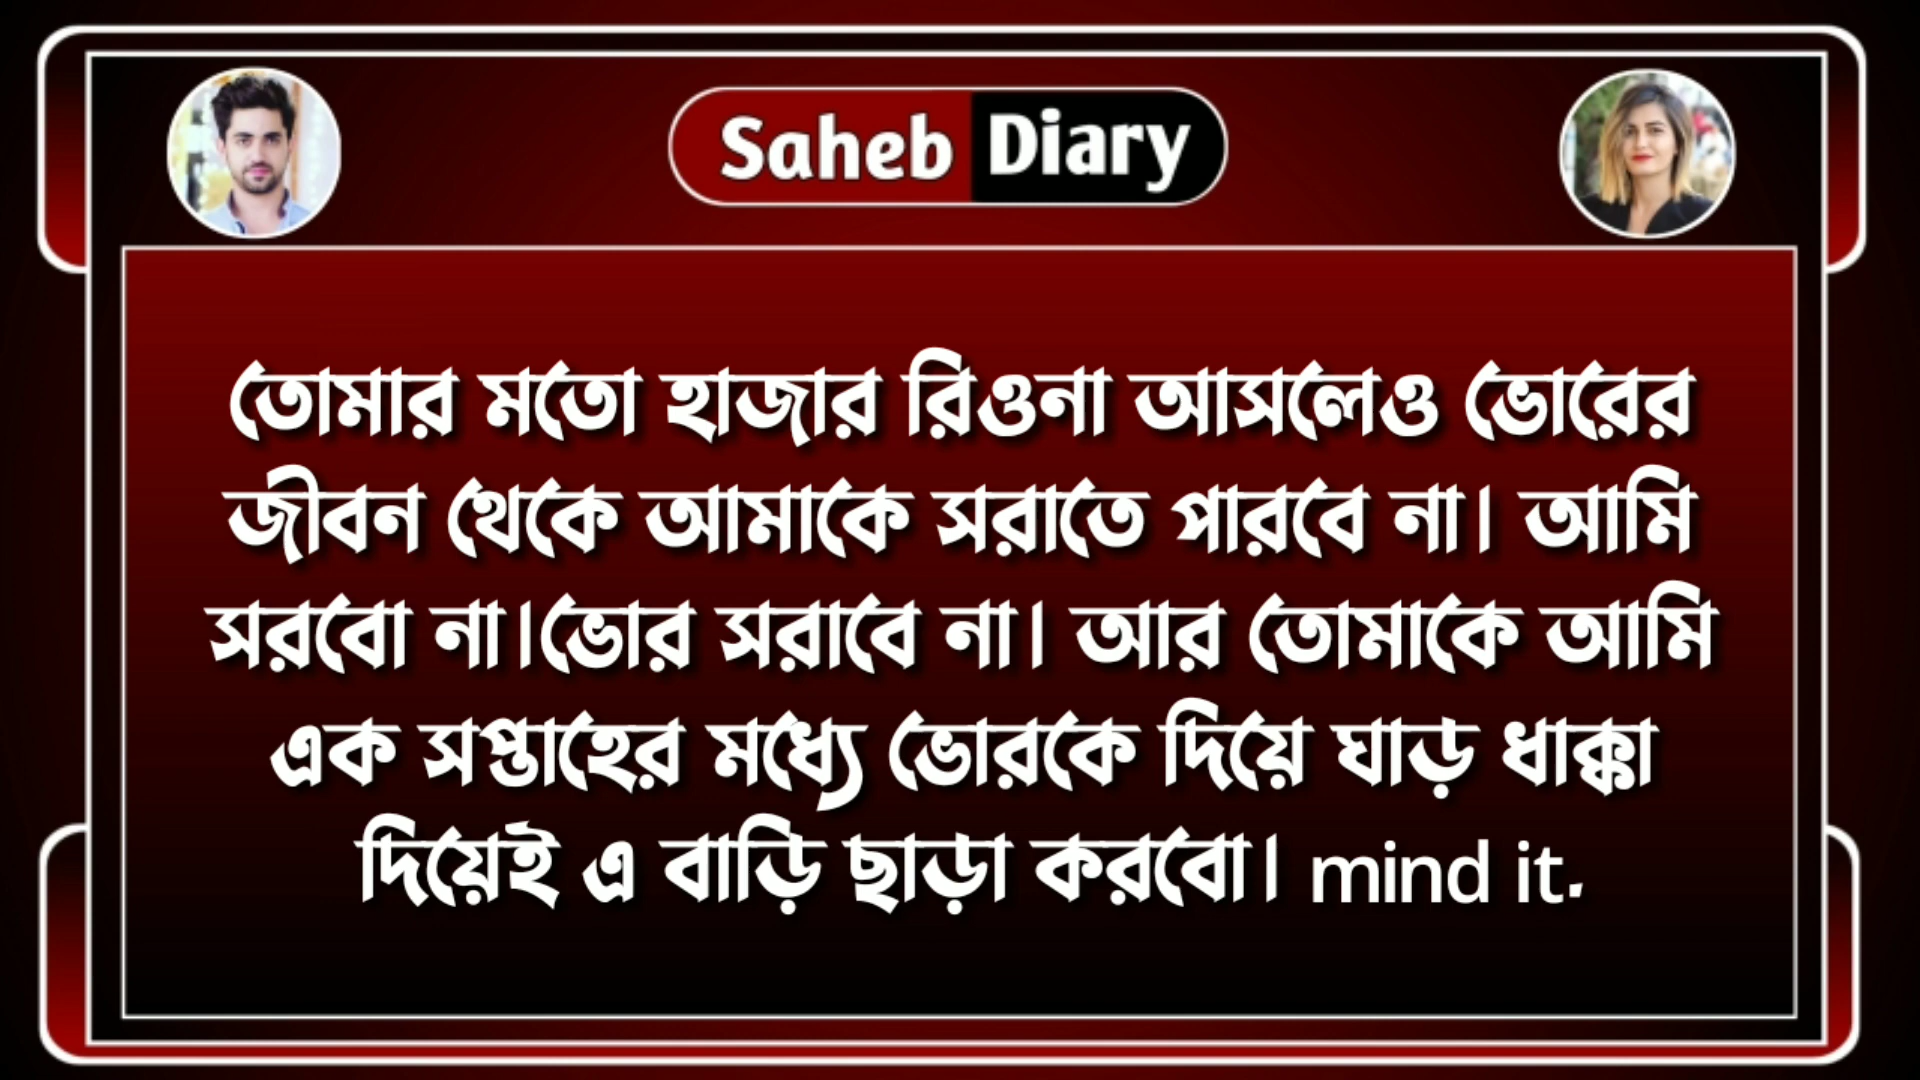 Saheb Diary
তোমার মতো হাজার রিওনা আসলেও ভোরের
জীবন থেকে আমাকে সরাতে পারবে না। আমি
সরবো না।ভোর সরাবে না। আর তোমাকে আমি
এক সপ্তাহের মধ্যে ভোরকে দিয়ে ঘাড় ধাক্কা
দিয়েই এ বাড়ি ছাড়া করবো। mind it.